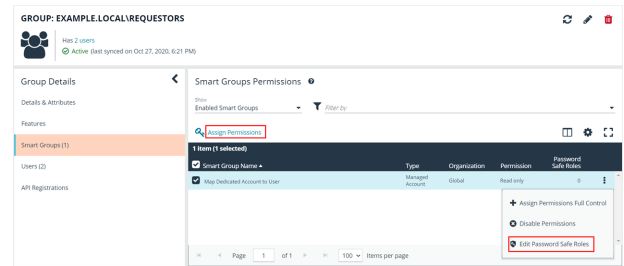 GROUP: EXAMPLE.LOCAL\REQUESTORS
Has 2 users
Active (last synced on Oct 27, 2020, 6:21 PM)
Group Details
Details & Attributes
Features
Smart Groups (1)
Users (2)
API Registrations
Smart Groups Permissions
Show
Enabled Smart Groups
Filter by
Assign Permissions
1 item (1 selected)
Smart Group Name Type Organization Permission Password Safe Roles
Map Dedicated Account to User Managed Account Global Read only 0
Assign Permissions Full Control
Disable Permissions
Edit Password Safe Roles
Page 1 of 1 100 items per page